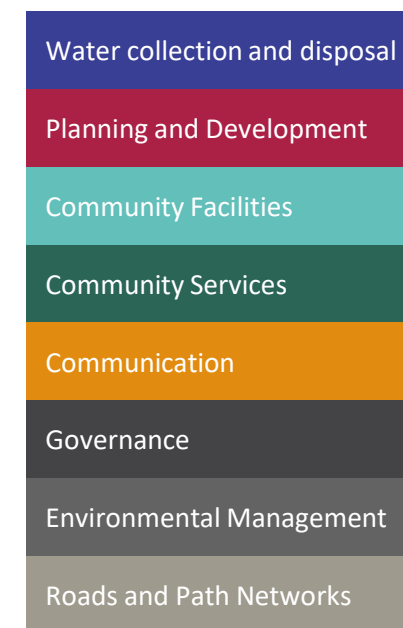 Water collection and disposal
Planning and Development
Community Facilities
Community Services
Communication
Governance
Environmental Management
Roads and Path Networks